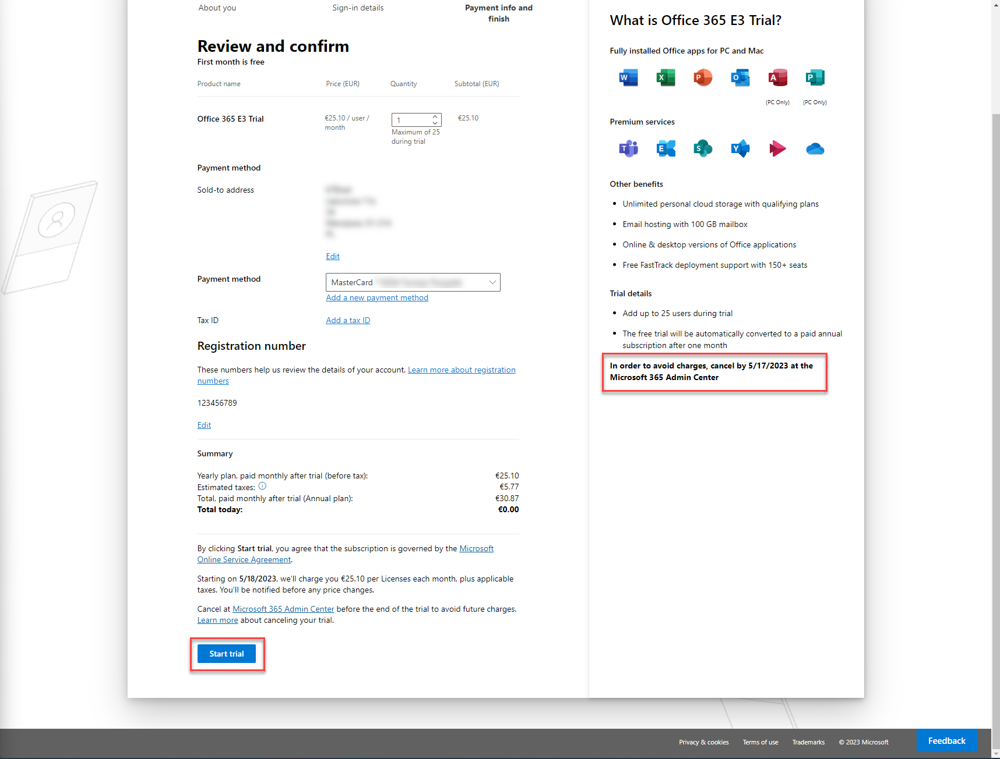 About you
Sign-in details
Payment info and
finish
Review and confirm
First month is free
Product name
Price (EUR)
Quantity
Subtotal (EUR)
Office 365 E3 Trial
€25.10 / user /
month
1
€25.10
Maximum of 25
during trial
Payment method
Sold-to address
Edit
Payment method
MasterCard
Add a new payment method
Tax ID
Add a tax ID
Registration number
These numbers help us review the details of your account. Learn more about registration
numbers
123456789
Edit
Summary
Yearly plan, paid monthly after trial (before tax):
€25.10
Estimated taxes:
€5.77
Total, paid monthly after trial (Annual plan):
€30.87
Total today:
€0.00
By clicking Start trial, you agree that the subscription is governed by the Microsoft
Online Service Agreement.
Starting on 5/18/2023, we'll charge you €25.10 per Licenses each month, plus applicable
taxes. You'll be notified before any price changes.
Cancel at Microsoft 365 Admin Center before the end of the trial to avoid future charges.
Learn more about canceling your trial.
Start trial
What is Office 365 E3 Trial?
Fully installed Office apps for PC and Mac
W
X
P
O
A
P
(PC Only)
(PC Only)
Premium services
T
E
S
Y
Other benefits
Unlimited personal cloud storage with qualifying plans
Email hosting with 100 GB mailbox
Online & desktop versions of Office applications
Free FastTrack deployment support with 150+ seats
Trial details
Add up to 25 users during trial
The free trial will be automatically converted to a paid annual
subscription after one month
In order to avoid charges, cancel by 5/17/2023 at the
Microsoft 365 Admin Center
Privacy & cookies
Terms of use
Trademarks
© 2023 Microsoft
Feedback